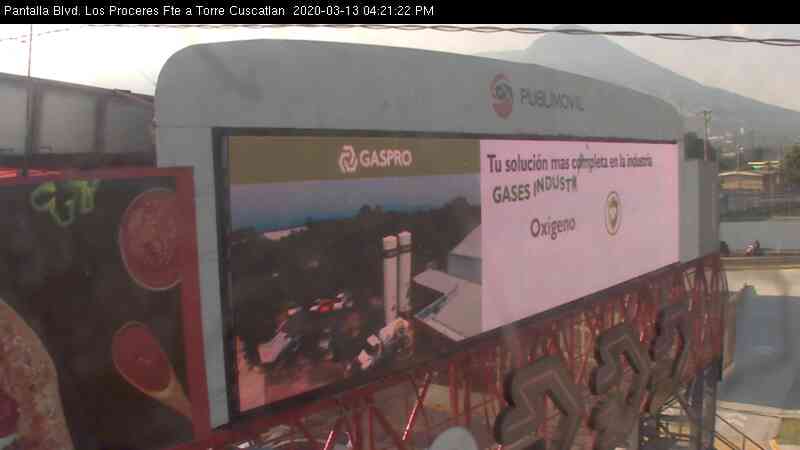 Pantalla Blvd. Los Proceres Fte a Torre Cuscatlan 2020-03-13 04:21:22 PM
PUBLIMOVIL
GASPRO
Tu solución mas completa en la industria
GASES INDUSTR
Oxígeno